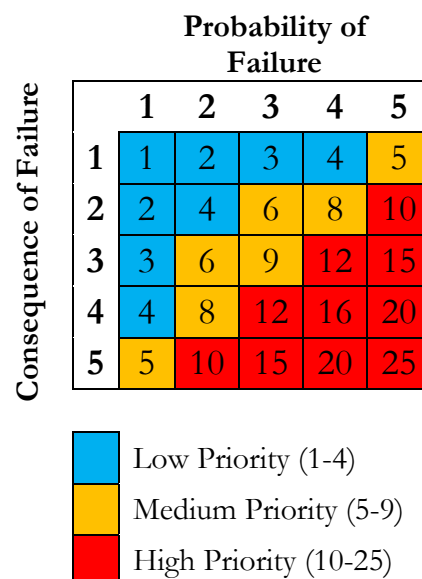 Probability of
Failure
Consequence of Failure
1 2 3 4 5
1 1 2 3 4 5
2 2 4 6 8 10
3 3 6 9 12 15
4 4 8 12 16 20
5 5 10 15 20 25
Low Priority (1-4)
Medium Priority (5-9)
High Priority (10-25)